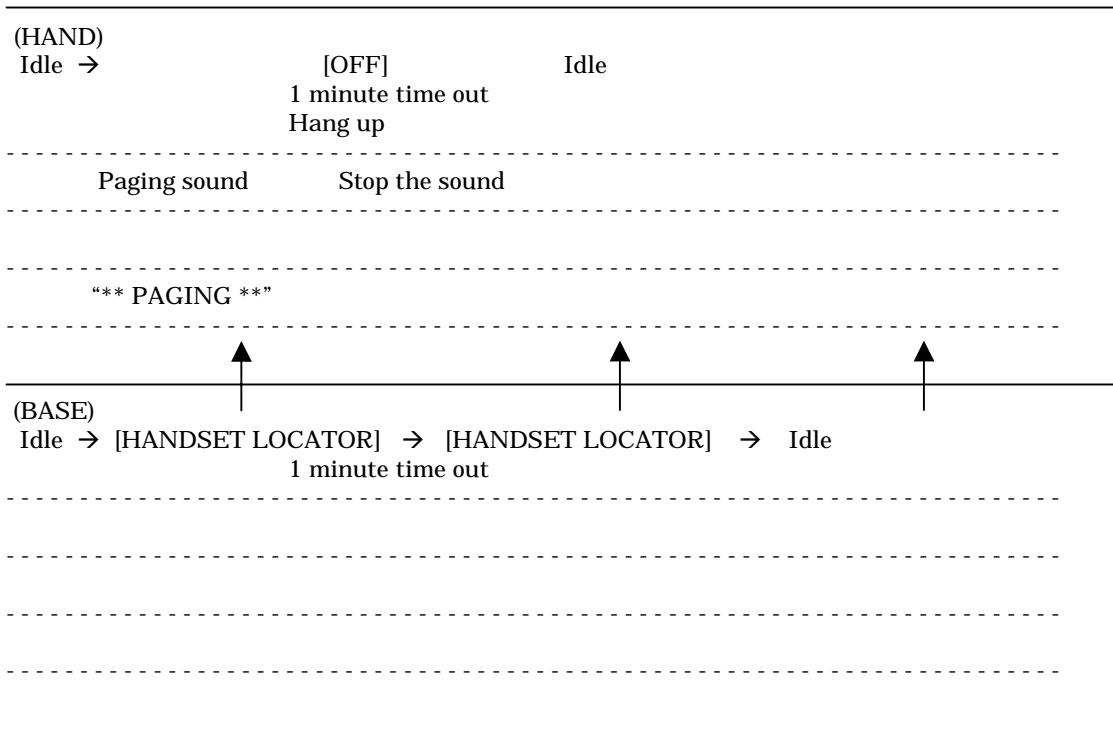 (HAND)
Idle → [OFF] Idle
1 minute time out
Hang up
Paging sound Stop the sound
“** PAGING **”
(BASE)
Idle → [HANDSET LOCATOR] → [HANDSET LOCATOR] → Idle
1 minute time out